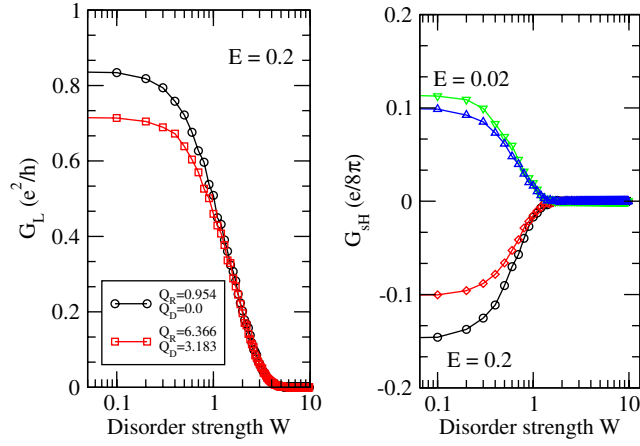 E = 0.2
1
0.8
0.6
0.4
0.2
0
G_L (e²/h)
Q_R=0.954
Q_D=0.0
Q_R=6.366
Q_D=3.183
0.1 1 10
Disorder strength W
E = 0.02
0.2
0.1
0
-0.1
-0.2
G_sH (e/8π)
E = 0.2
0.1 1 10
Disorder strength W